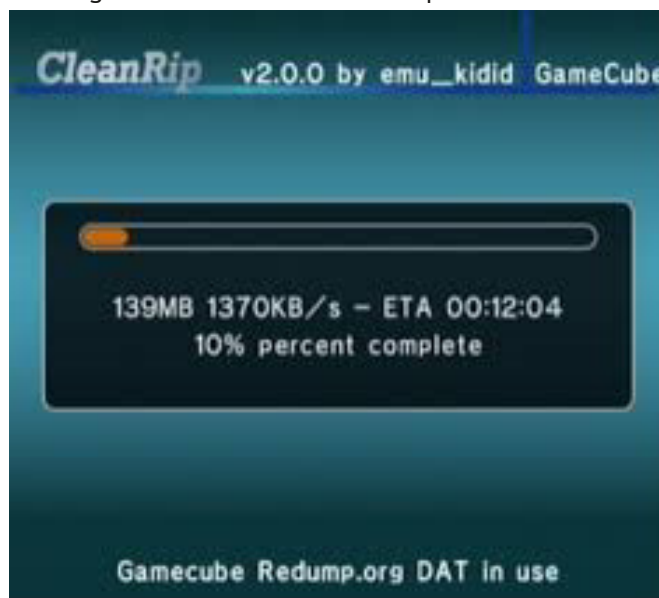 CleanRip v2.0.0 by emu_kidid GameCube
139MB 1370KB/s - ETA 00:12:04
10% percent complete
Gamecube Redump.org DAT in use